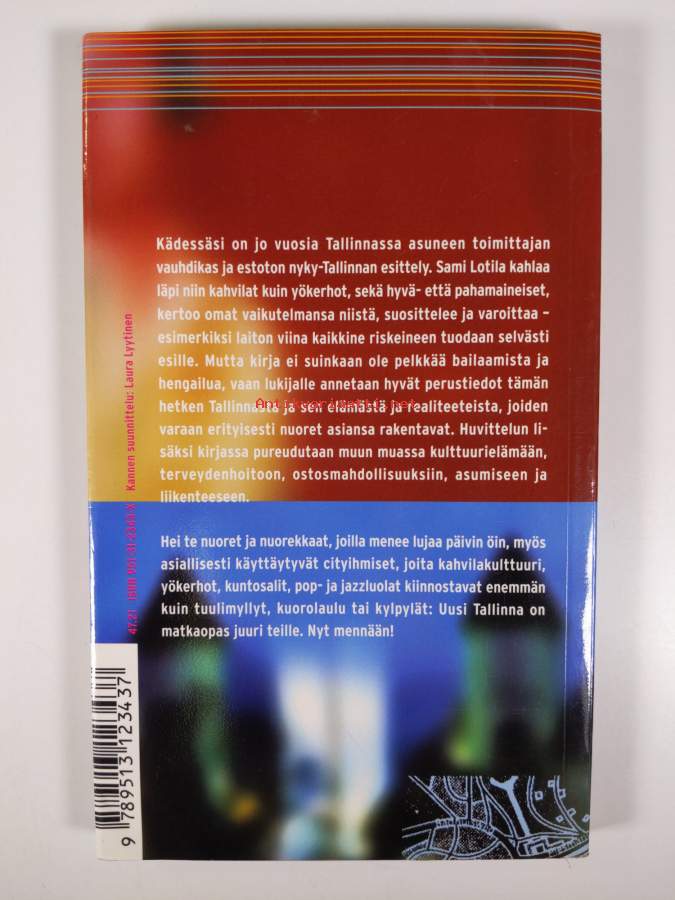 Kädessäsi on jo vuosia Tallinnassa asuneen toimittajan
vauhdikas ja estoton nyky-Tallinnan esittely. Sami Lotila kahlaa
läpi niin kahvilat kuin yökerhot, sekä hyvä- että pahamaineiset,
kertoo omat vaikutelmansa niistä, suosittelee ja varoittaa –
esimerkiksi laiton viina kaikkine riskeineen tuodaan selvästi
esille. Mutta kirja ei suinkaan ole pelkkää bailaamista ja
hengailua, vaan lukijalle annetaan hyvät perustiedot tämän
hetken Tallinnasta ja sen elämästä ja realiteeteista, joiden
varaan erityisesti nuoret asiansa rakentavat. Huvittelun li-
säksi kirjassa pureudutaan muun muassa kulttuurielämään,
terveydenhoitoon, ostosmahdollisuuksiin, asumiseen ja
liikenteeseen.
Hei te nuoret ja nuorekkaat, joilla menee lujaa päivin öin, myös
asiallisesti käyttäytyvät cityihmiset, joita kahvilakulttuuri,
yökerhot, kuntosalit, pop- ja jazzluolat kiinnostavat enemmän
kuin tuulimyllyt, kuorolaulu tai kylpylät: Uusi Tallinna on
matkaopas juuri teille. Nyt mennään!
47.21 ISBN 951-31-2343-X Kannen suunnittelu: Laura Lyytinen
9 789513 123437